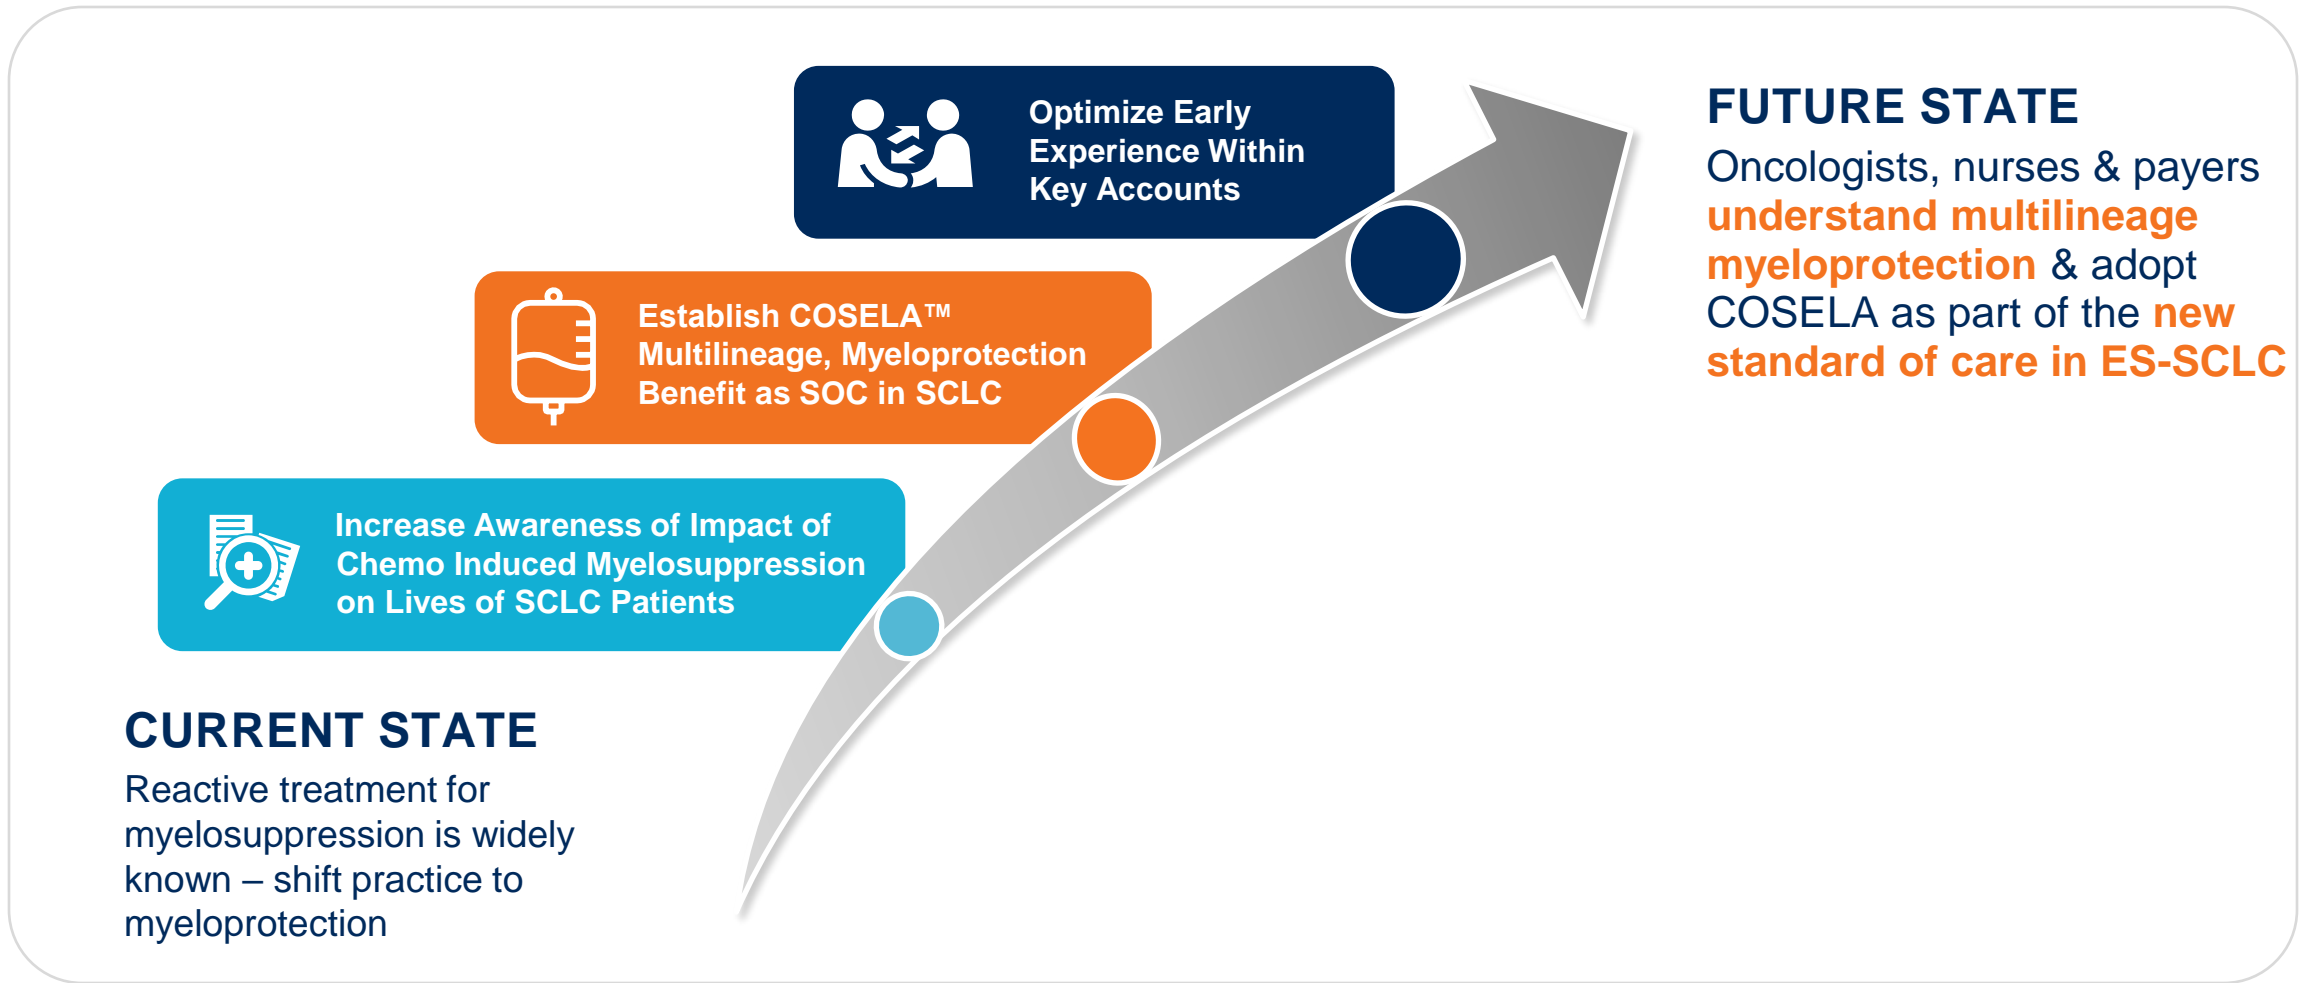 Optimize Early
Experience Within
Key Accounts
Establish COSELA™
Multilineage, Myeloprotection
Benefit as SOC in SCLC
Increase Awareness of Impact of
Chemo Induced Myelosuppression
on Lives of SCLC Patients
CURRENT STATE
Reactive treatment for
myelosuppression is widely
known – shift practice to
myeloprotection
FUTURE STATE
Oncologists, nurses & payers
understand multilineage
myeloprotection & adopt
COSELA as part of the new
standard of care in ES-SCLC